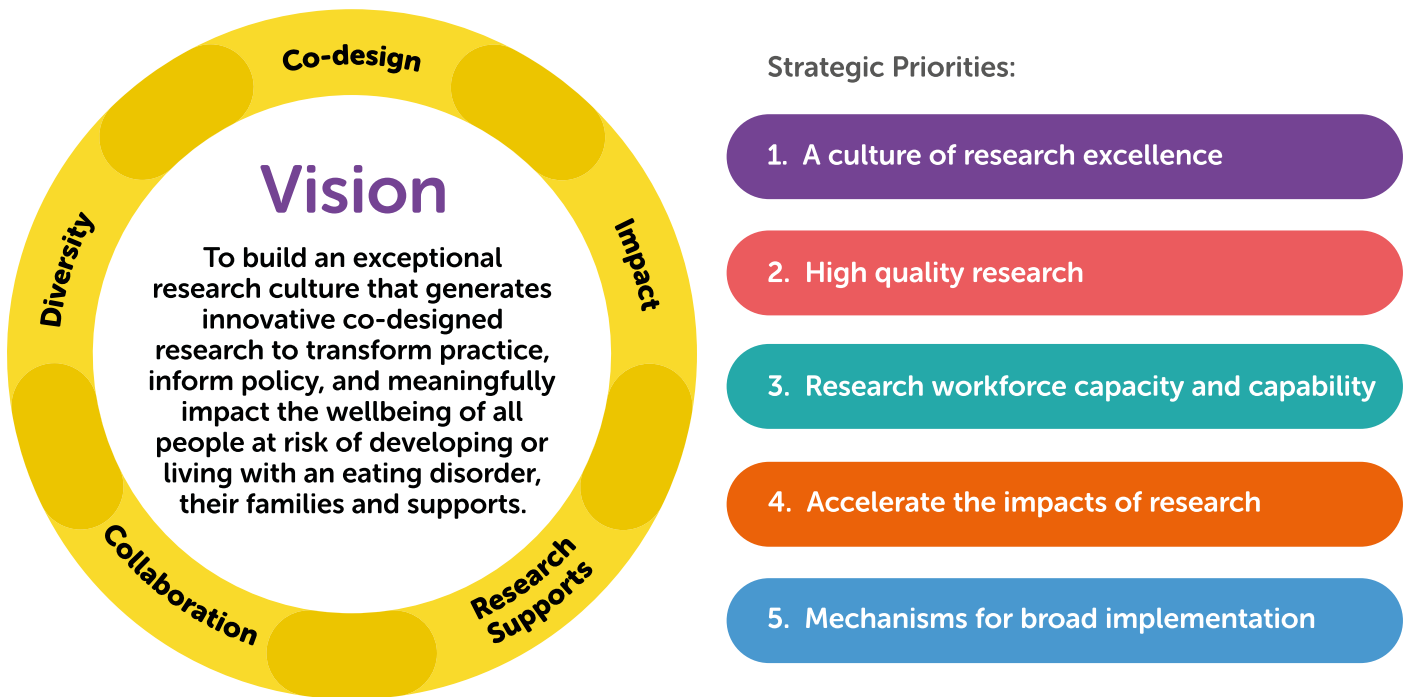 Co-design
Impact
Research
Supports
Collaboration
Diversity
Vision
To build an exceptional
research culture that generates
innovative co-designed
research to transform practice,
inform policy, and meaningfully
impact the wellbeing of all
people at risk of developing or
living with an eating disorder,
their families and supports.
Strategic Priorities:
1. A culture of research excellence
2. High quality research
3. Research workforce capacity and capability
4. Accelerate the impacts of research
5. Mechanisms for broad implementation